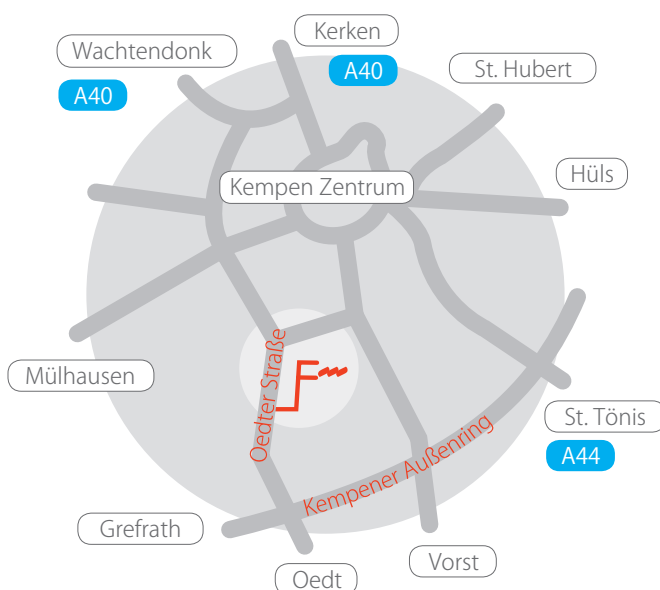 Kerken
Wachtendonk
A40
A40
St. Hubert
Hüls
Kempen Zentrum
Oedter Straße
Mülhausen
St. Tönis
A44
Kempener Außenring
Grefrath
Vorst
Oedt